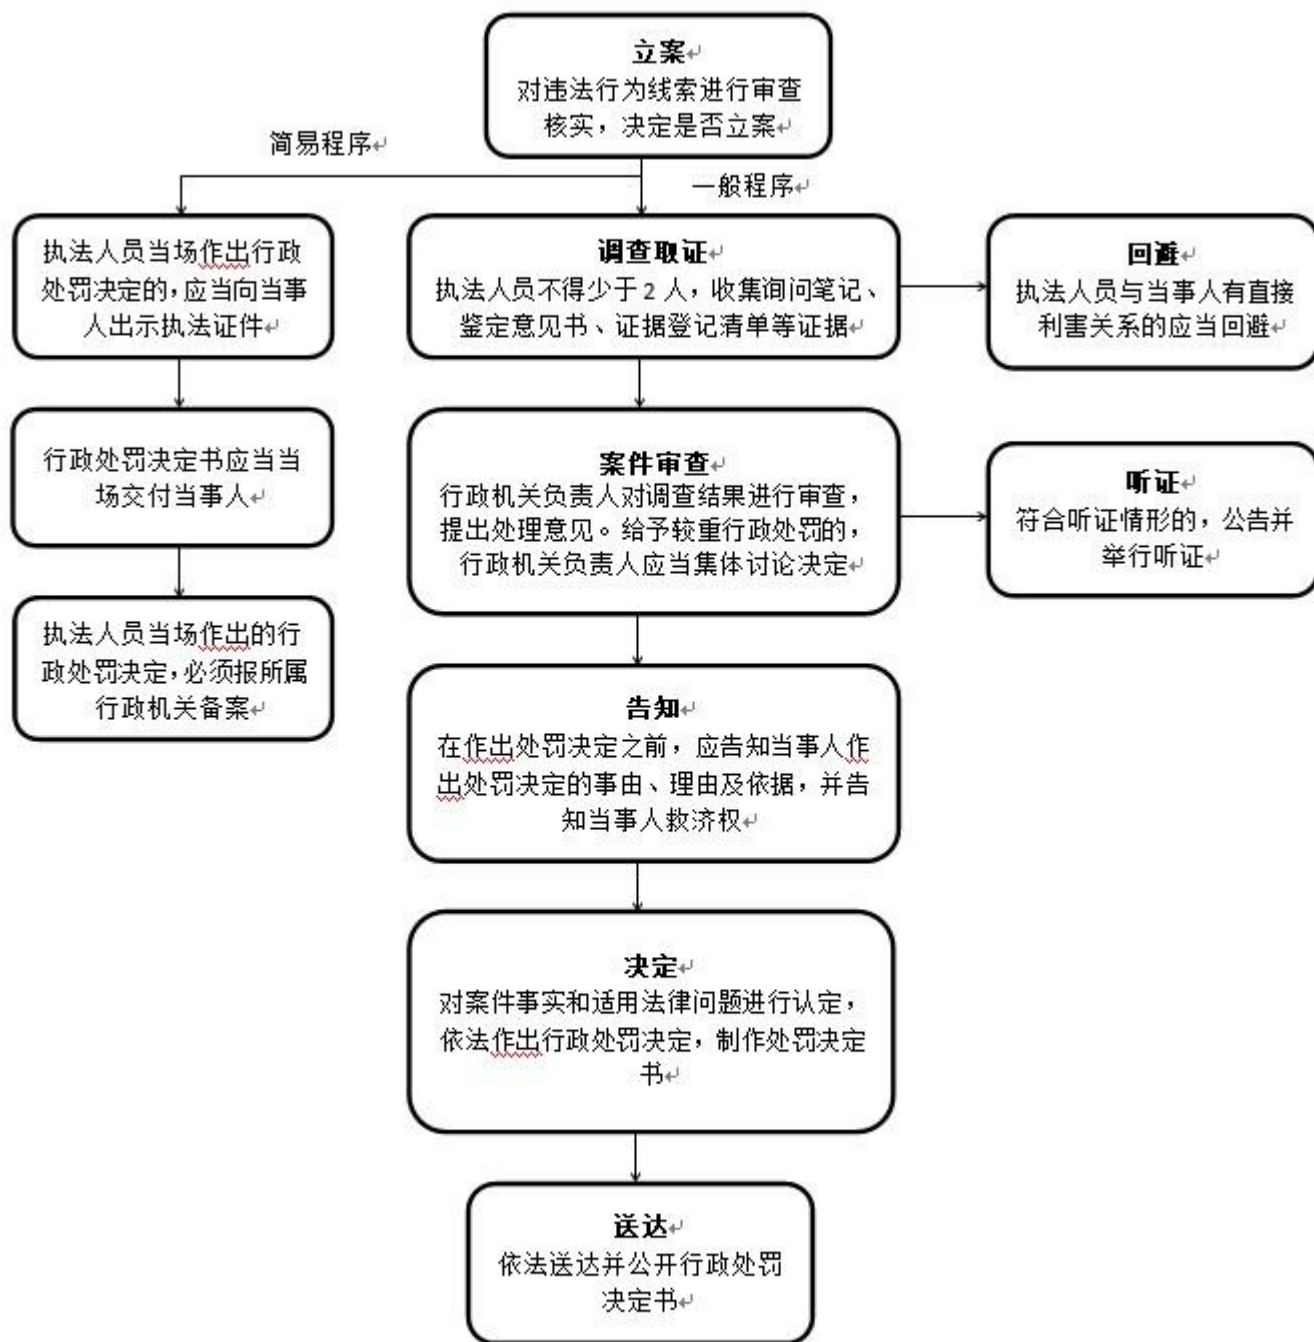 立案
对违法行为线索进行审查
核实，决定是否立案
简易程序
一般程序
执法人员当场作出行政
处罚决定的，应当向当事
人出示执法证件
行政处罚决定书应当当
场交付当事人
执法人员当场作出的行
政处罚决定，必须报所属
行政机关备案
调查取证
执法人员不得少于2人，收集询问笔记、
鉴定意见书、证据登记清单等证据
回避
执法人员与当事人有直接
利害关系的应当回避
案件审查
行政机关负责人对调查结果进行审查，
提出处理意见。给予较重行政处罚的，
行政机关负责人应当集体讨论决定
听证
符合听证情形的，公告并
举行听证
告知
在作出处罚决定之前，应告知当事人作
出处罚决定的事由、理由及依据，并告
知当事人救济权
决定
对案件事实和适用法律问题进行认定，
依法作出行政处罚决定，制作处罚决定
书
送达
依法送达并公开行政处罚
决定书